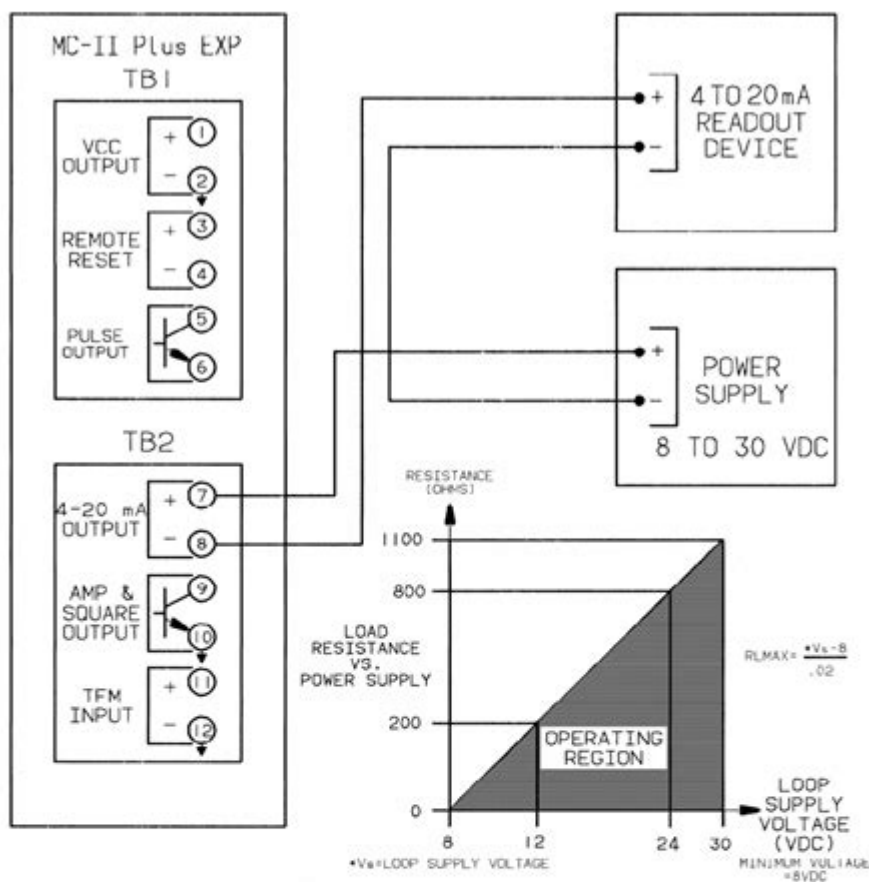 MC-II Plus EXP
TB1
VCC
OUTPUT
+
-
1
2
REMOTE
RESET
+
-
3
4
PULSE
OUTPUT
5
6
TB2
4-20 mA
OUTPUT
+
-
7
8
AMP &
SQUARE
OUTPUT
9
10
TFM
INPUT
+
-
11
12
+
-
4 TO 20mA
READOUT
DEVICE
+
-
POWER
SUPPLY
8 TO 30 VDC
RESISTANCE
(OHMS)
1100
800
200
0
LOAD
RESISTANCE
VS.
POWER SUPPLY
OPERATING
REGION
RLMAX= *Vs-8
.02
8 12 24 30
LOOP
SUPPLY
VOLTAGE
(VDC)
*Vs=LOOP SUPPLY VOLTAGE
MINIMUM VOLTAGE
=8VDC